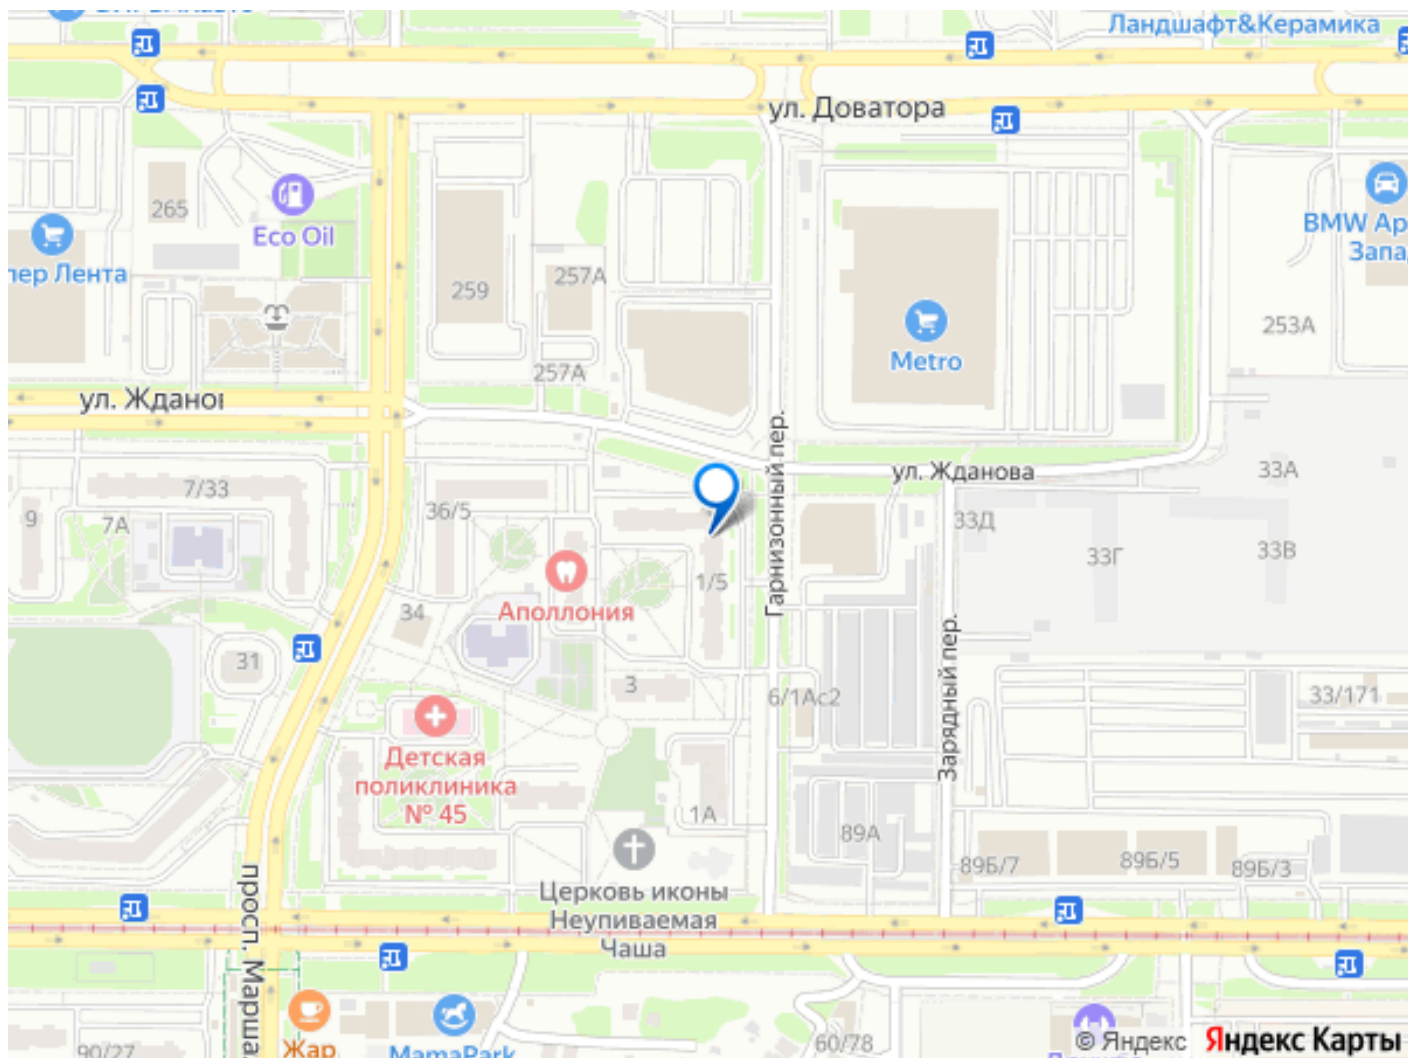 Ландшафт&Керамика
ул. Доватора
265
Eco Oil
BMW Ар
Запад
пер Лента
259
257А
253А
Metro
257А
ул. Жданов
Гарнизонный пер.
ул. Жданова
33А
7/33
36/5
9
7А
33Д
33Г
33В
1/5
Аполлония
34
31
3
6/1Ас2
Зарядный пер.
33/171
Детская
поликлиника
№ 45
1А
89А
89Б/7
89Б/5
89Б/3
просп. Марша
Церковь иконы
Неупиваемая
Чаша
90/27
Жар
MamaPark
60/78
© Яндекс
Яндекс Карты